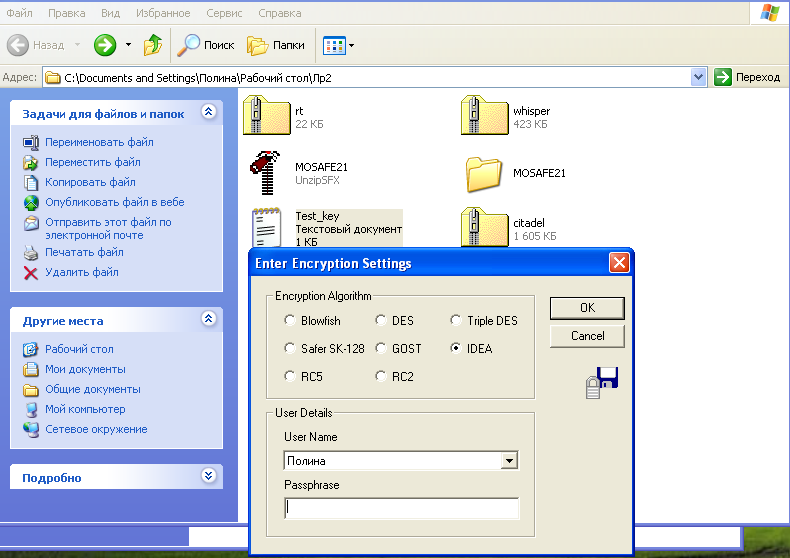 Файл Правка Вид Избранное Сервис Справка
Назад Поиск Папки
Адрес: C:\Documents and Settings\Полина\Рабочий стол\Лр2 Переход
Задачи для файлов и папок
Переименовать файл
Переместить файл
Копировать файл
Опубликовать файл в вебе
Отправить этот файл по
электронной почте
Печатать файл
Удалить файл
Другие места
Рабочий стол
Мои документы
Общие документы
Мой компьютер
Сетевое окружение
Подробно
rt
22 КБ
whisper
423 КБ
MOSAFE21
UnzipSFX
MOSAFE21
Test_key
Текстовый документ
1 КБ
citadel
1 605 КБ
Enter Encryption Settings
Encryption Algorithm
Blowfish DES Triple DES
Safer SK-128 GOST IDEA
RC5 RC2
OK
Cancel
User Details
User Name
Полина
Passphrase